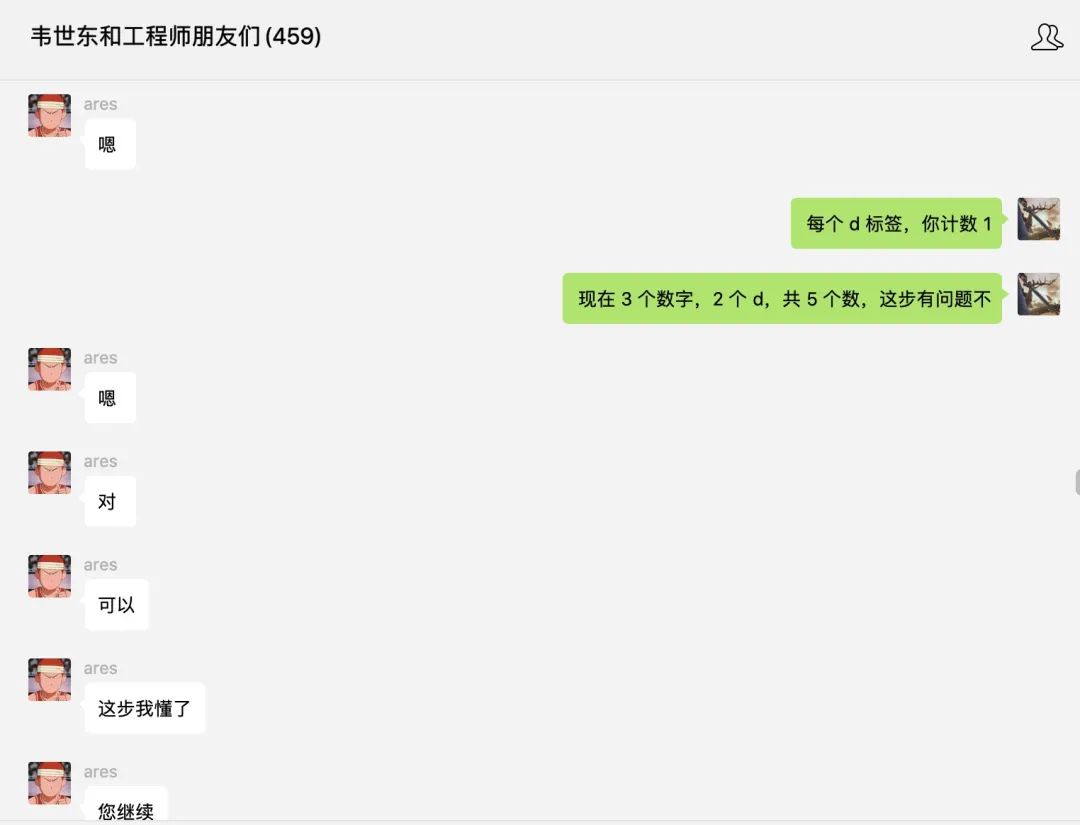 韦世东和工程师朋友们(459)
ares
嗯
每个 d 标签，你计数 1
现在 3 个数字，2 个 d，共 5 个数，这步有问题不
ares
嗯
ares
对
ares
可以
ares
这步我懂了
ares
您继续